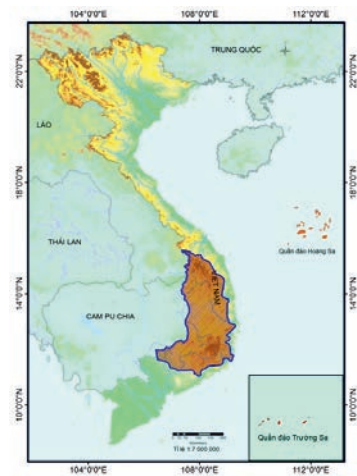 104°0'0"E 108°0'0"E 112°0'0"E
TRUNG QUỐC
22°0'0"N 22°0'0"N
LÀO
18°0'0"N 18°0'0"N
Quần đảo Hoàng Sa
THÁI LAN
VIỆT NAM
14°0'0"N 14°0'0"N
CAM PU CHIA
10°0'0"N 10°0'0"N
Quần đảo Trường Sa
Tỉ lệ 1:7 000 000
104°0'0"E 108°0'0"E 112°0'0"E